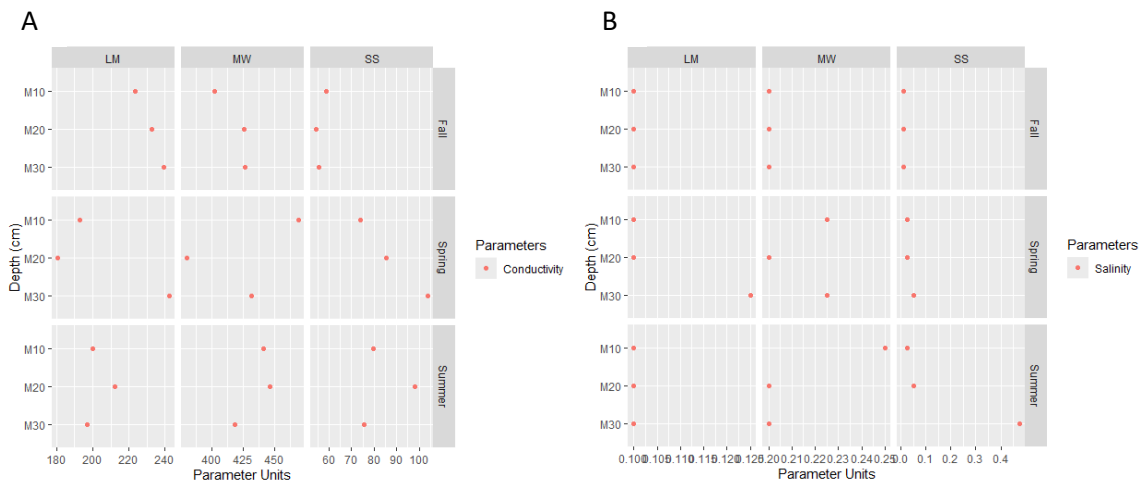 A
LM MW SS
M10
M20
M30
Fall
M10
M20
M30
Spring
M10
M20
M30
Summer
Depth (cm)
180 200 220 240 400 425 450 60 70 80 90 100
Parameter Units
Parameters
Conductivity
B
LM MW SS
M10
M20
M30
Fall
M10
M20
M30
Spring
M10
M20
M30
Summer
Depth (cm)
0.100 0.105 0.110 0.115 0.120 0.125 0.20 0.21 0.22 0.23 0.24 0.25 0.0 0.1 0.2 0.3 0.4
Parameter Units
Parameters
Salinity